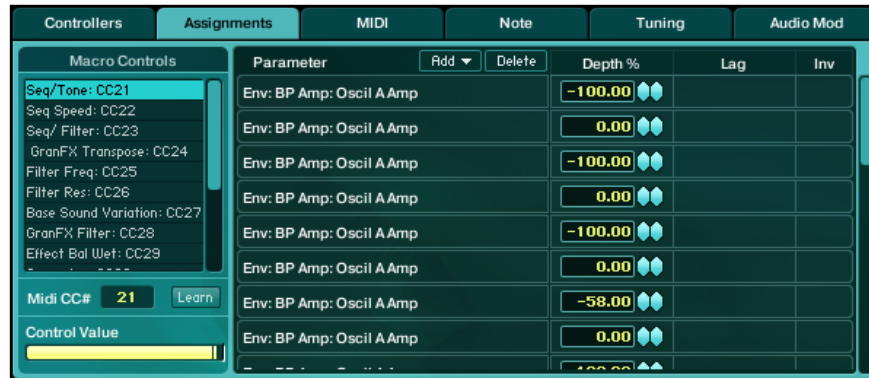 Controllers Assignments MIDI Note Tuning Audio Mod
Macro Controls
Seq/Tone: CC21
Seq Speed: CC22
Seq/ Filter: CC23
GranFX Transpose: CC24
Filter Freq: CC25
Filter Res: CC26
Base Sound Variation: CC27
GranFX Filter: CC28
Effect Bal Wet: CC29
Midi CC# 21 Learn
Control Value
Parameter Add Delete Depth % Lag Inv
Env: BP Amp: Oscil A Amp -100.00
Env: BP Amp: Oscil A Amp 0.00
Env: BP Amp: Oscil A Amp -100.00
Env: BP Amp: Oscil A Amp 0.00
Env: BP Amp: Oscil A Amp -100.00
Env: BP Amp: Oscil A Amp 0.00
Env: BP Amp: Oscil A Amp -58.00
Env: BP Amp: Oscil A Amp 0.00